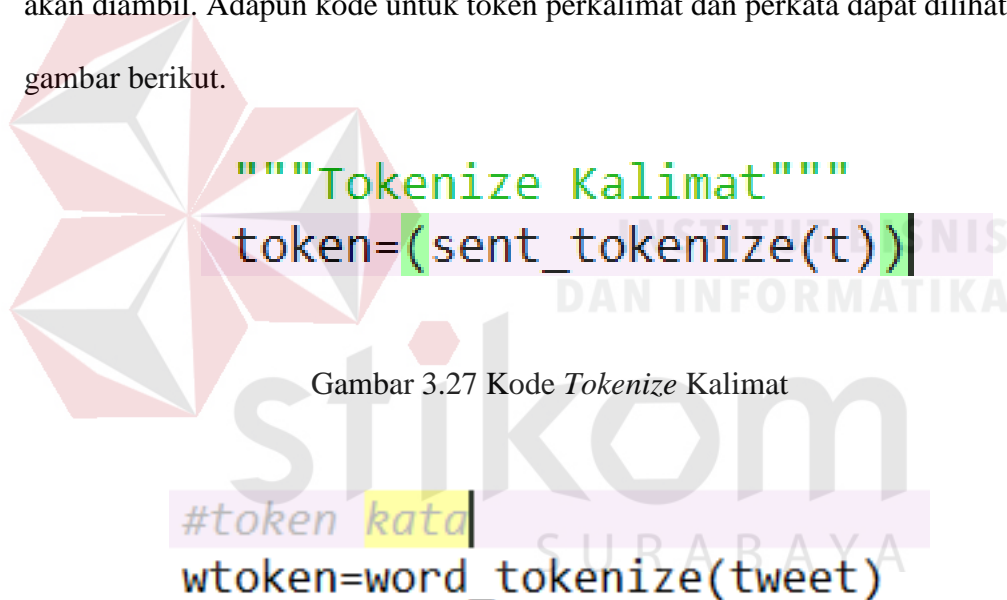 akan diambil. Adapun kode untuk token perkalimat dan perkata dapat dilihat
gambar berikut.
"""Tokenize Kalimat"""
token=(sent_tokenize(t))
INSTITUT BISNIS
DAN INFORMATIKA
Gambar 3.27 Kode Tokenize Kalimat
stikom
#token kata
SURABAYA
wtoken=word_tokenize(tweet)